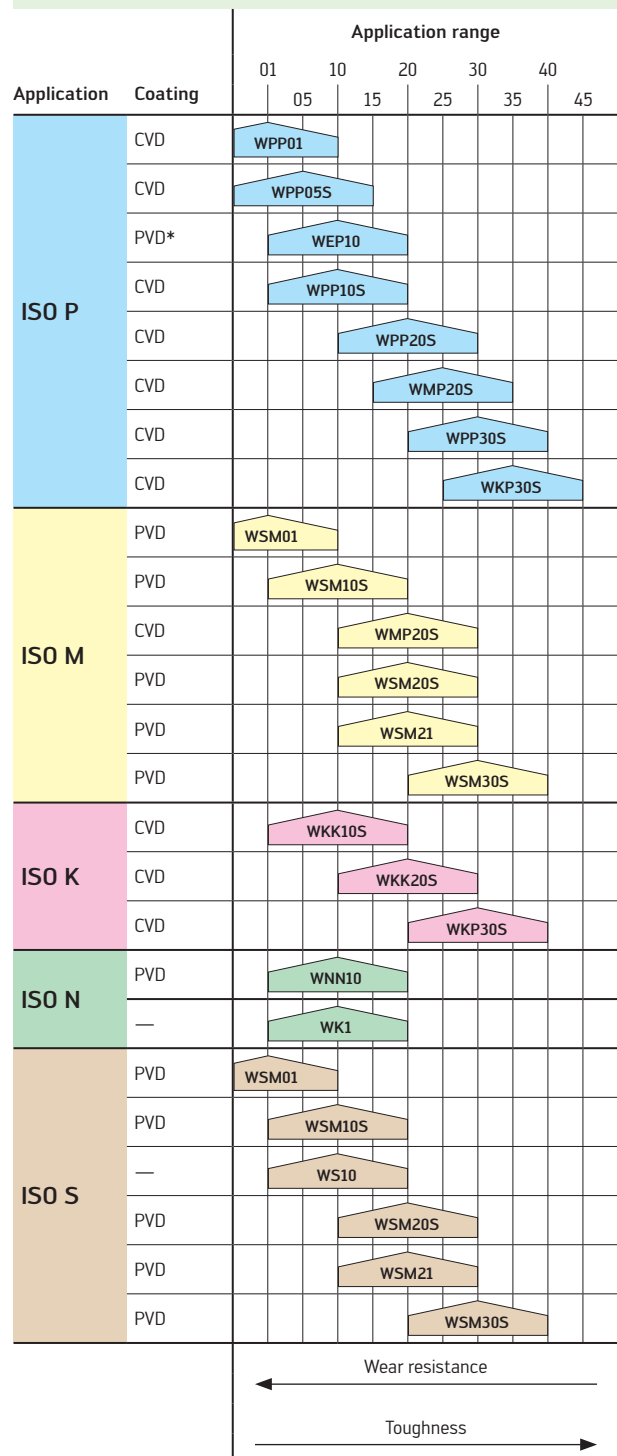 Application range
01 10 20 30 40
Application Coating 05 15 25 35 45
ISO P
CVD WPP01
CVD WPP05S
PVD* WEP10
CVD WPP10S
CVD WPP20S
CVD WMP20S
CVD WPP30S
CVD WKP30S
ISO M
PVD WSM01
PVD WSM10S
CVD WMP20S
PVD WSM20S
PVD WSM21
PVD WSM30S
ISO K
CVD WKK10S
CVD WKK20S
CVD WKP30S
ISO N
PVD WNN10
— WK1
ISO S
PVD WSM01
PVD WSM10S
— WS10
PVD WSM20S
PVD WSM21
PVD WSM30S
Wear resistance
Toughness